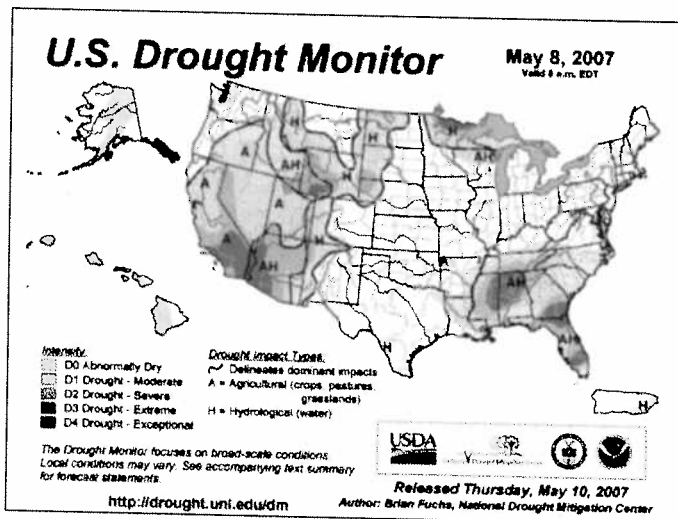 U.S. Drought Monitor
May 8, 2007
Valid 8 a.m. EDT
H
H
H
A
AH
AH
A
H
A
H
A
AH
A
AH
AH
H
H
Intensity:
D0 Abnormally Dry
D1 Drought - Moderate
D2 Drought - Severe
D3 Drought - Extreme
D4 Drought - Exceptional
Drought Impact Types:
Delineates dominant impacts
A = Agricultural (crops, pastures,
grasslands)
H = Hydrological (water)
The Drought Monitor focuses on broad-scale conditions.
Local conditions may vary. See accompanying text summary
for forecast statements.
http://drought.unl.edu/dm
USDA
Released Thursday, May 10, 2007
Author: Brian Fuchs, National Drought Mitigation Center